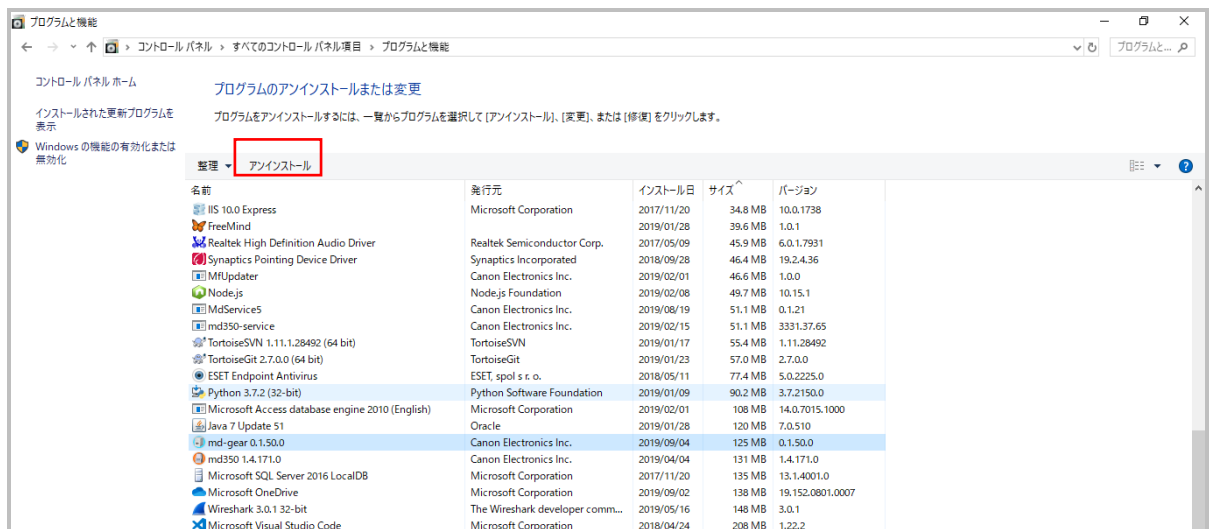 プログラムと機能
コントロール パネル › すべてのコントロール パネル項目 › プログラムと機能
プログラムと...
コントロール パネル ホーム
インストールされた更新プログラムを
表示
Windows の機能の有効化または
無効化
プログラムのアンインストールまたは変更
プログラムをアンインストールするには、一覧からプログラムを選択して [アンインストール]、[変更]、または [修復] をクリックします。
整理 アンインストール
名前 発行元 インストール日 サイズ バージョン
IIS 10.0 Express Microsoft Corporation 2017/11/20 34.8 MB 10.0.1738
FreeMind 2019/01/28 39.6 MB 1.0.1
Realtek High Definition Audio Driver Realtek Semiconductor Corp. 2017/05/09 45.9 MB 6.0.1.7931
Synaptics Pointing Device Driver Synaptics Incorporated 2018/09/28 46.4 MB 19.2.4.36
MfUpdater Canon Electronics Inc. 2019/02/01 46.6 MB 1.0.0
Node.js Node.js Foundation 2019/02/08 49.7 MB 10.15.1
MdService5 Canon Electronics Inc. 2019/08/19 51.1 MB 0.1.21
md350-service Canon Electronics Inc. 2019/02/15 51.1 MB 3331.37.65
TortoiseSVN 1.11.1.28492 (64 bit) TortoiseSVN 2019/01/17 55.4 MB 1.11.28492
TortoiseGit 2.7.0.0 (64 bit) TortoiseGit 2019/01/23 57.0 MB 2.7.0.0
ESET Endpoint Antivirus ESET, spol s r. o. 2018/05/11 77.4 MB 5.0.2225.0
Python 3.7.2 (32-bit) Python Software Foundation 2019/01/09 90.2 MB 3.7.2150.0
Microsoft Access database engine 2010 (English) Microsoft Corporation 2019/02/01 108 MB 14.0.7015.1000
Java 7 Update 51 Oracle 2019/01/28 120 MB 7.0.510
md-gear 0.1.50.0 Canon Electronics Inc. 2019/09/04 125 MB 0.1.50.0
md350 1.4.171.0 Canon Electronics Inc. 2019/04/04 131 MB 1.4.171.0
Microsoft SQL Server 2016 LocalDB Microsoft Corporation 2017/11/20 135 MB 13.1.4001.0
Microsoft OneDrive Microsoft Corporation 2019/09/02 138 MB 19.152.0801.0007
Wireshark 3.0.1 32-bit The Wireshark developer comm... 2019/05/16 148 MB 3.0.1
Microsoft Visual Studio Code Microsoft Corporation 2018/04/24 208 MB 1.22.2